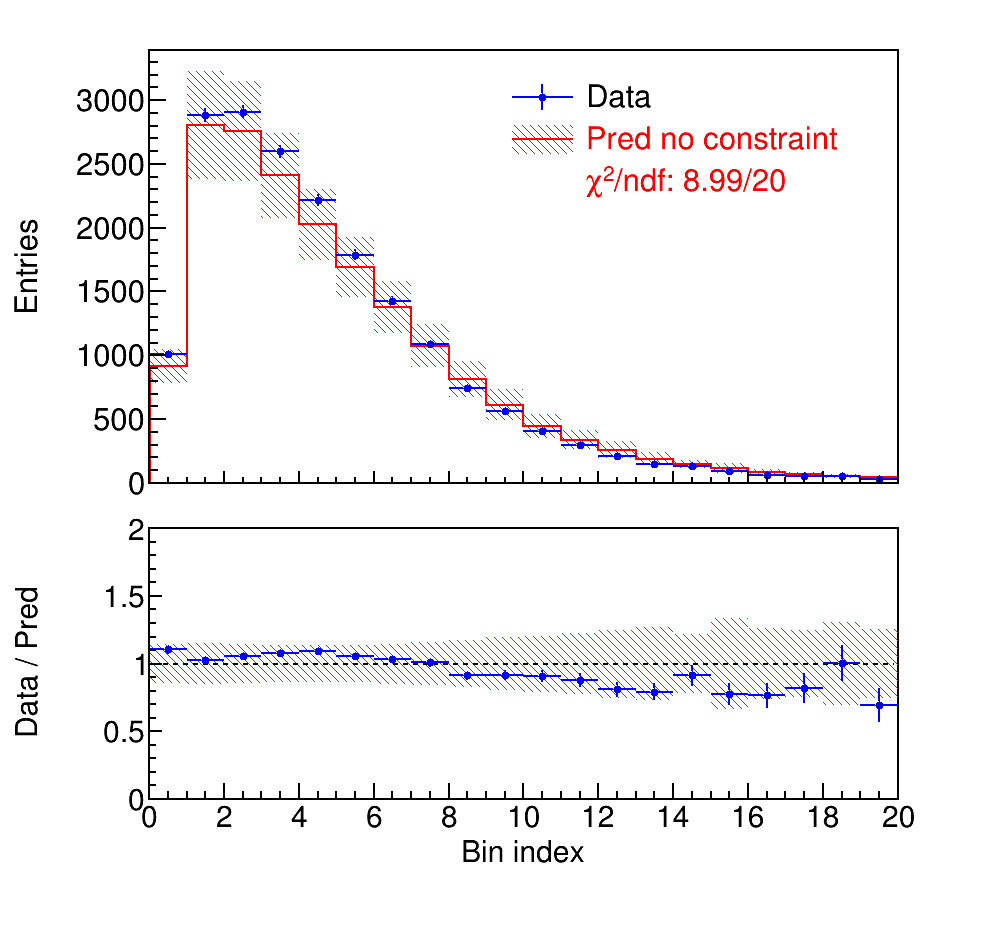 Entries
3000
2500
2000
1500
1000
500
0
Data
Pred no constraint
χ²/ndf: 8.99/20
Data / Pred
2
1.5
1
0.5
0
0 2 4 6 8 10 12 14 16 18 20
Bin index